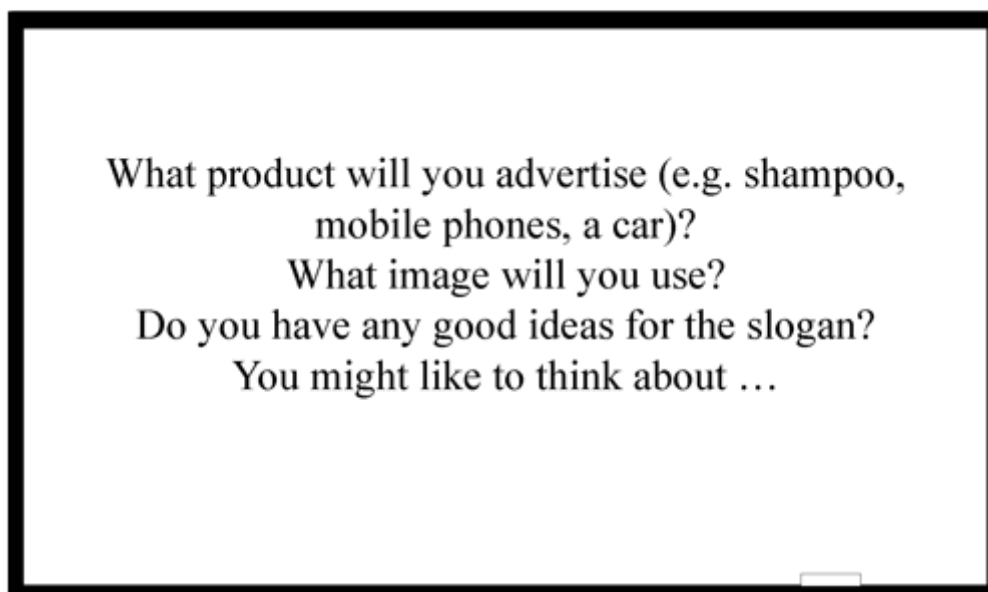 What product will you advertise (e.g. shampoo,
mobile phones, a car)?
What image will you use?
Do you have any good ideas for the slogan?
You might like to think about …